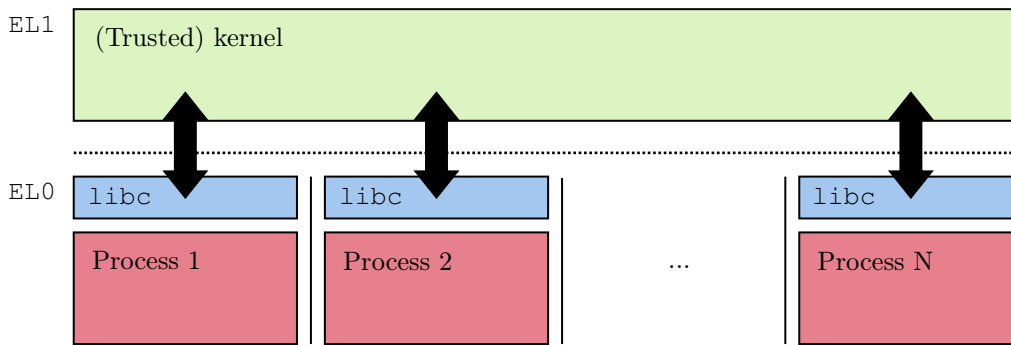 EL1
(Trusted) kernel
EL0
libc
libc
libc
Process 1
Process 2
...
Process N